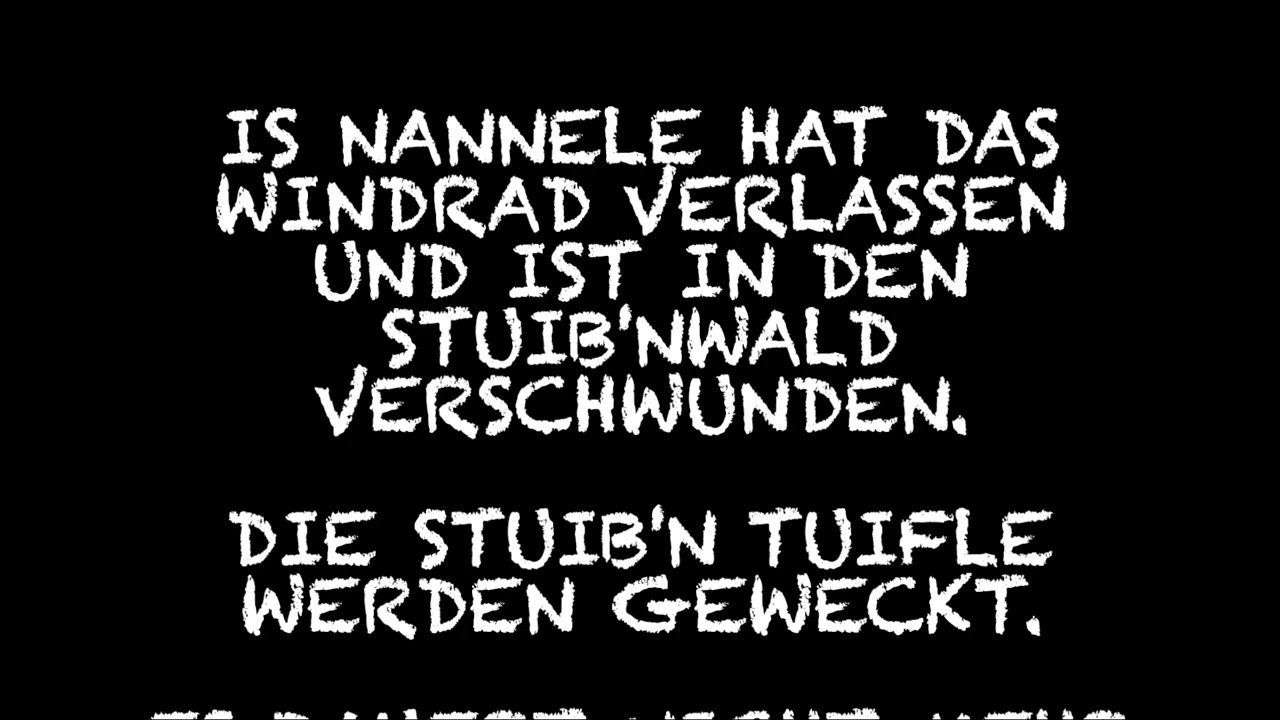 IS NANNELE HAT DAS
WINDRAD VERLASSEN
UND IST IN DEN
STUIB'NWALD
VERSCHWUNDEN.
DIE STUIB'N TUIFLE
WERDEN GEWECKT.